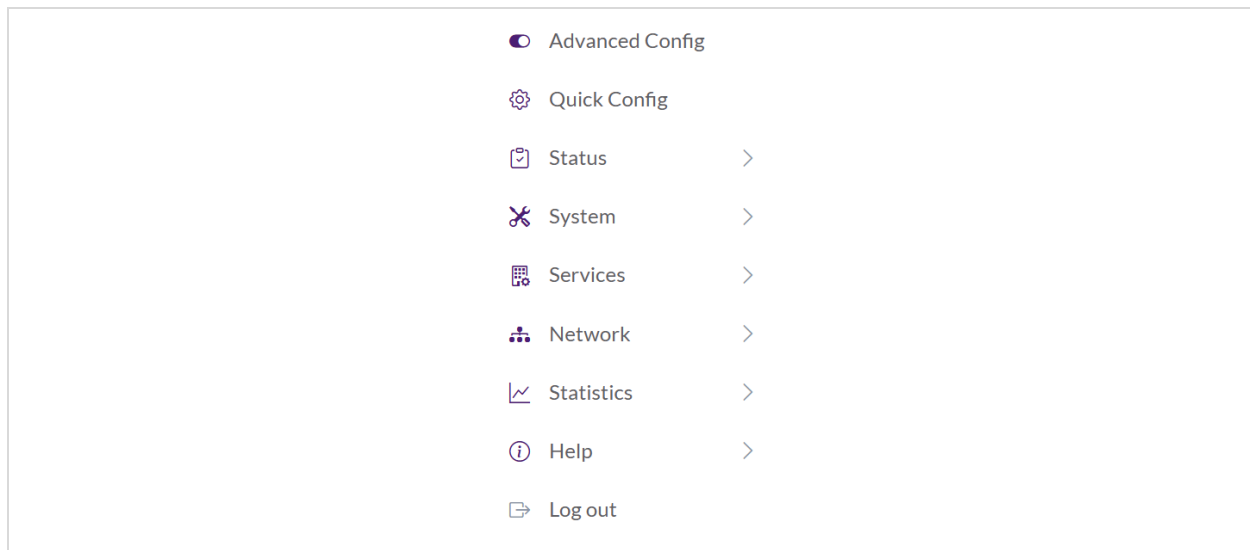 Advanced Config
Quick Config
Status
System
Services
Network
Statistics
Help
Log out